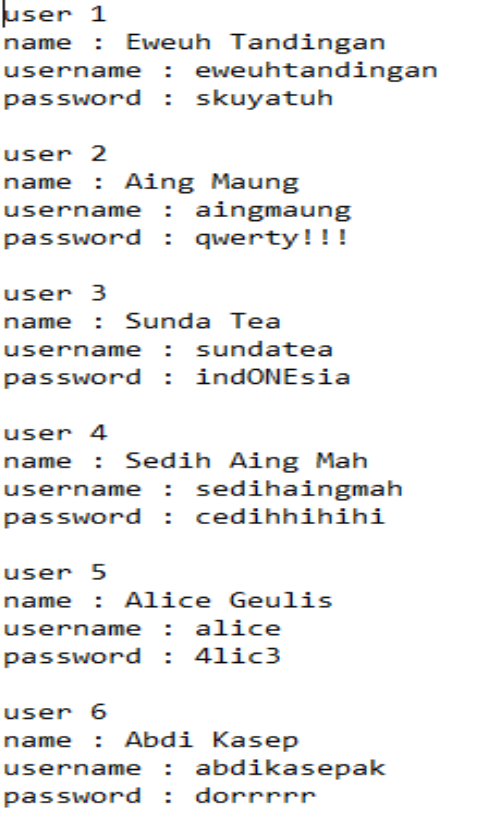 user 1
name : Eweuh Tandingan
username : eweuhtandingan
password : skuyatuh
user 2
name : Aing Maung
username : aingmaung
password : qwerty!!!
user 3
name : Sunda Tea
username : sundatea
password : indONEsia
user 4
name : Sedih Aing Mah
username : sedihaingmah
password : cedihhihihi
user 5
name : Alice Geulis
username : alice
password : 4lic3
user 6
name : Abdi Kasep
username : abdikasepak
password : dorrrrr